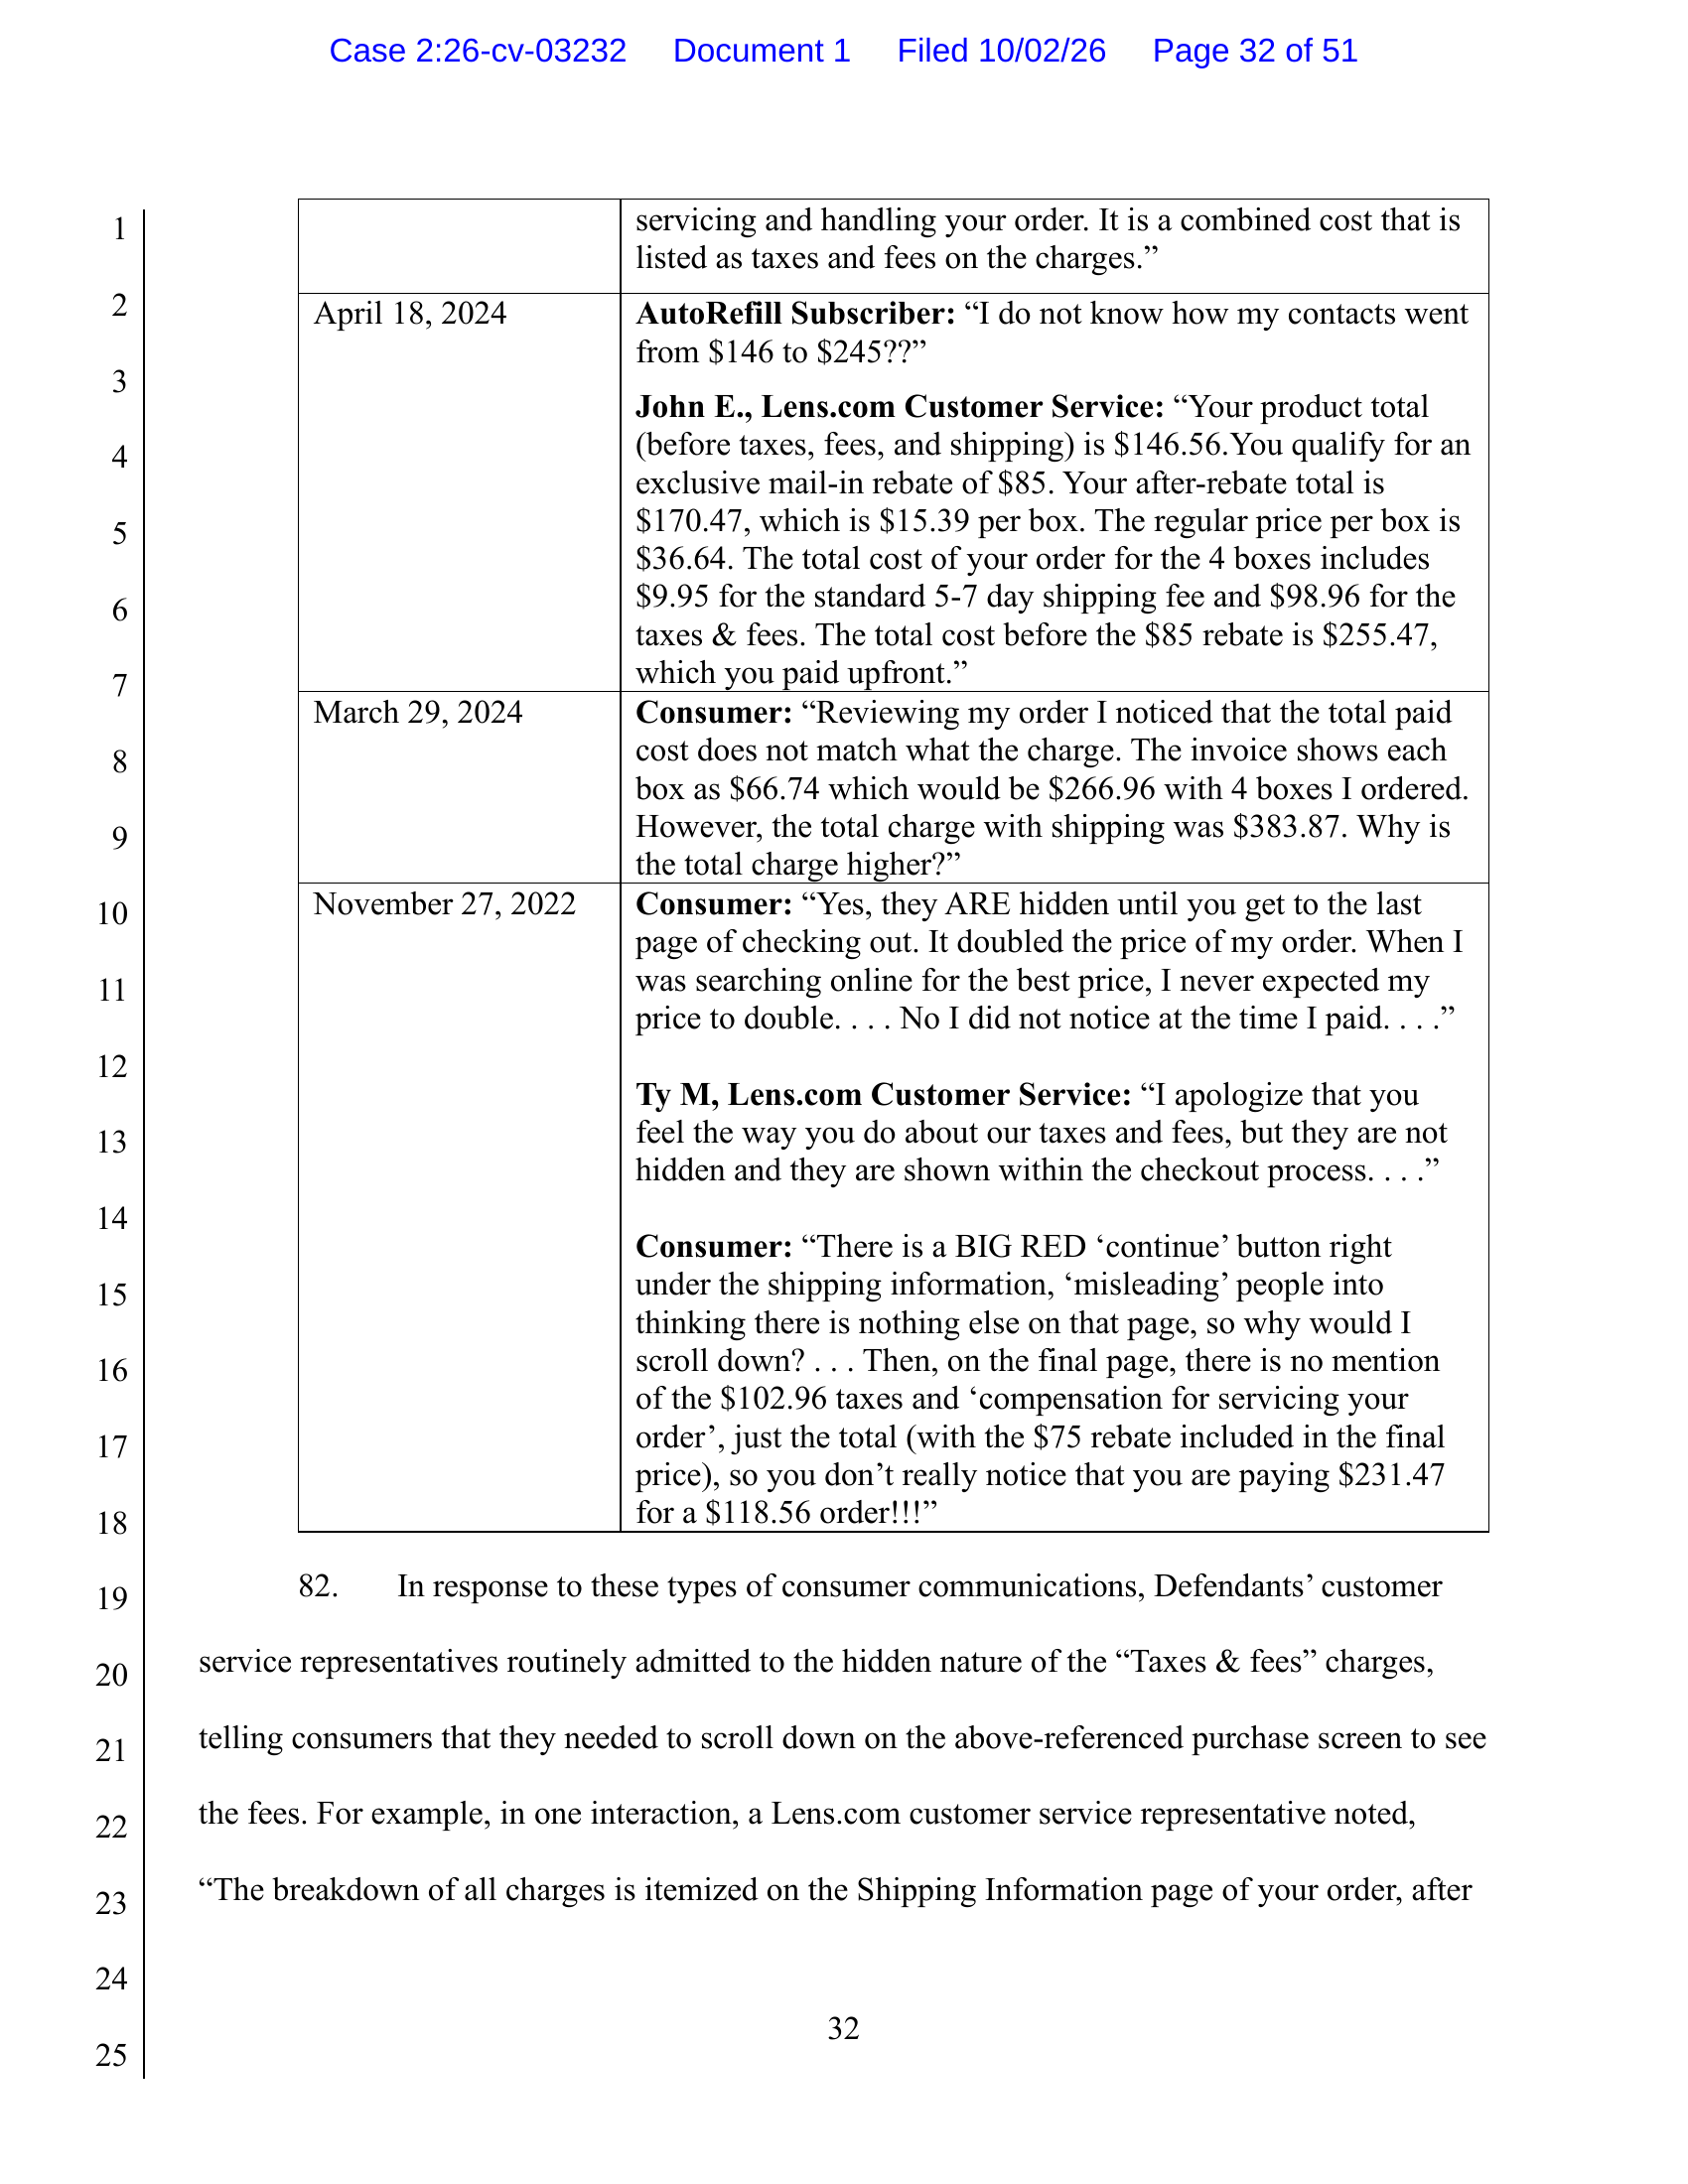 Case 2:26-cv-03232 Document 1 Filed 10/02/26 Page 32 of 51
servicing and handling your order. It is a combined cost that is
listed as taxes and fees on the charges.”
April 18, 2024
AutoRefill Subscriber: “I do not know how my contacts went
from $146 to $245??”
John E., Lens.com Customer Service: “Your product total
(before taxes, fees, and shipping) is $146.56.You qualify for an
exclusive mail-in rebate of $85. Your after-rebate total is
$170.47, which is $15.39 per box. The regular price per box is
$36.64. The total cost of your order for the 4 boxes includes
$9.95 for the standard 5-7 day shipping fee and $98.96 for the
taxes & fees. The total cost before the $85 rebate is $255.47,
which you paid upfront.”
March 29, 2024
Consumer: “Reviewing my order I noticed that the total paid
cost does not match what the charge. The invoice shows each
box as $66.74 which would be $266.96 with 4 boxes I ordered.
However, the total charge with shipping was $383.87. Why is
the total charge higher?”
November 27, 2022
Consumer: “Yes, they ARE hidden until you get to the last
page of checking out. It doubled the price of my order. When I
was searching online for the best price, I never expected my
price to double. . . . No I did not notice at the time I paid. . . .”
Ty M, Lens.com Customer Service: “I apologize that you
feel the way you do about our taxes and fees, but they are not
hidden and they are shown within the checkout process. . . .”
Consumer: “There is a BIG RED ‘continue’ button right
under the shipping information, ‘misleading’ people into
thinking there is nothing else on that page, so why would I
scroll down? . . . Then, on the final page, there is no mention
of the $102.96 taxes and ‘compensation for servicing your
order’, just the total (with the $75 rebate included in the final
price), so you don’t really notice that you are paying $231.47
for a $118.56 order!!!”
82. In response to these types of consumer communications, Defendants’ customer
service representatives routinely admitted to the hidden nature of the “Taxes & fees” charges,
telling consumers that they needed to scroll down on the above-referenced purchase screen to see
the fees. For example, in one interaction, a Lens.com customer service representative noted,
“The breakdown of all charges is itemized on the Shipping Information page of your order, after
32
1
2
3
4
5
6
7
8
9
10
11
12
13
14
15
16
17
18
19
20
21
22
23
24
25